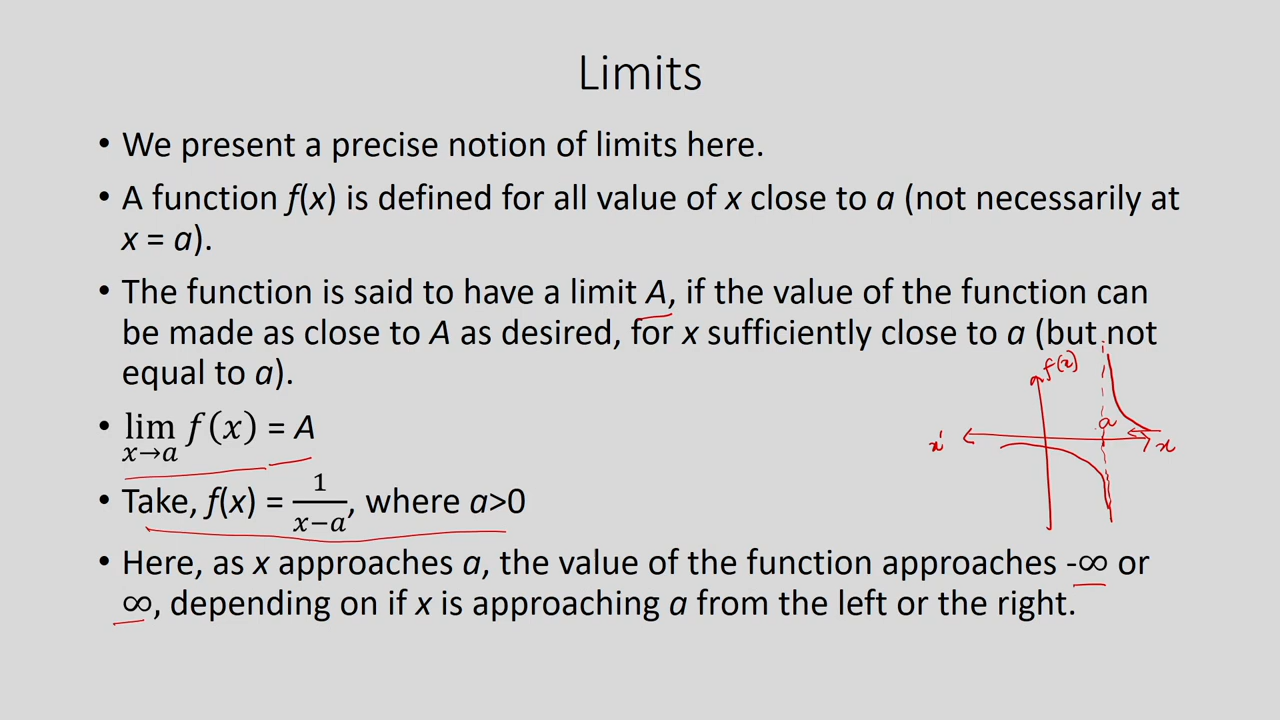 Limits
• We present a precise notion of limits here.
• A function f(x) is defined for all value of x close to a (not necessarily at
x = a).
• The function is said to have a limit A, if the value of the function can
be made as close to A as desired, for x sufficiently close to a (but not
equal to a).
f(x)
• lim x→a f(x) = A
a
x' x
• Take, f(x) = 1/(x−a), where a>0
• Here, as x approaches a, the value of the function approaches -∞ or
∞, depending on if x is approaching a from the left or the right.